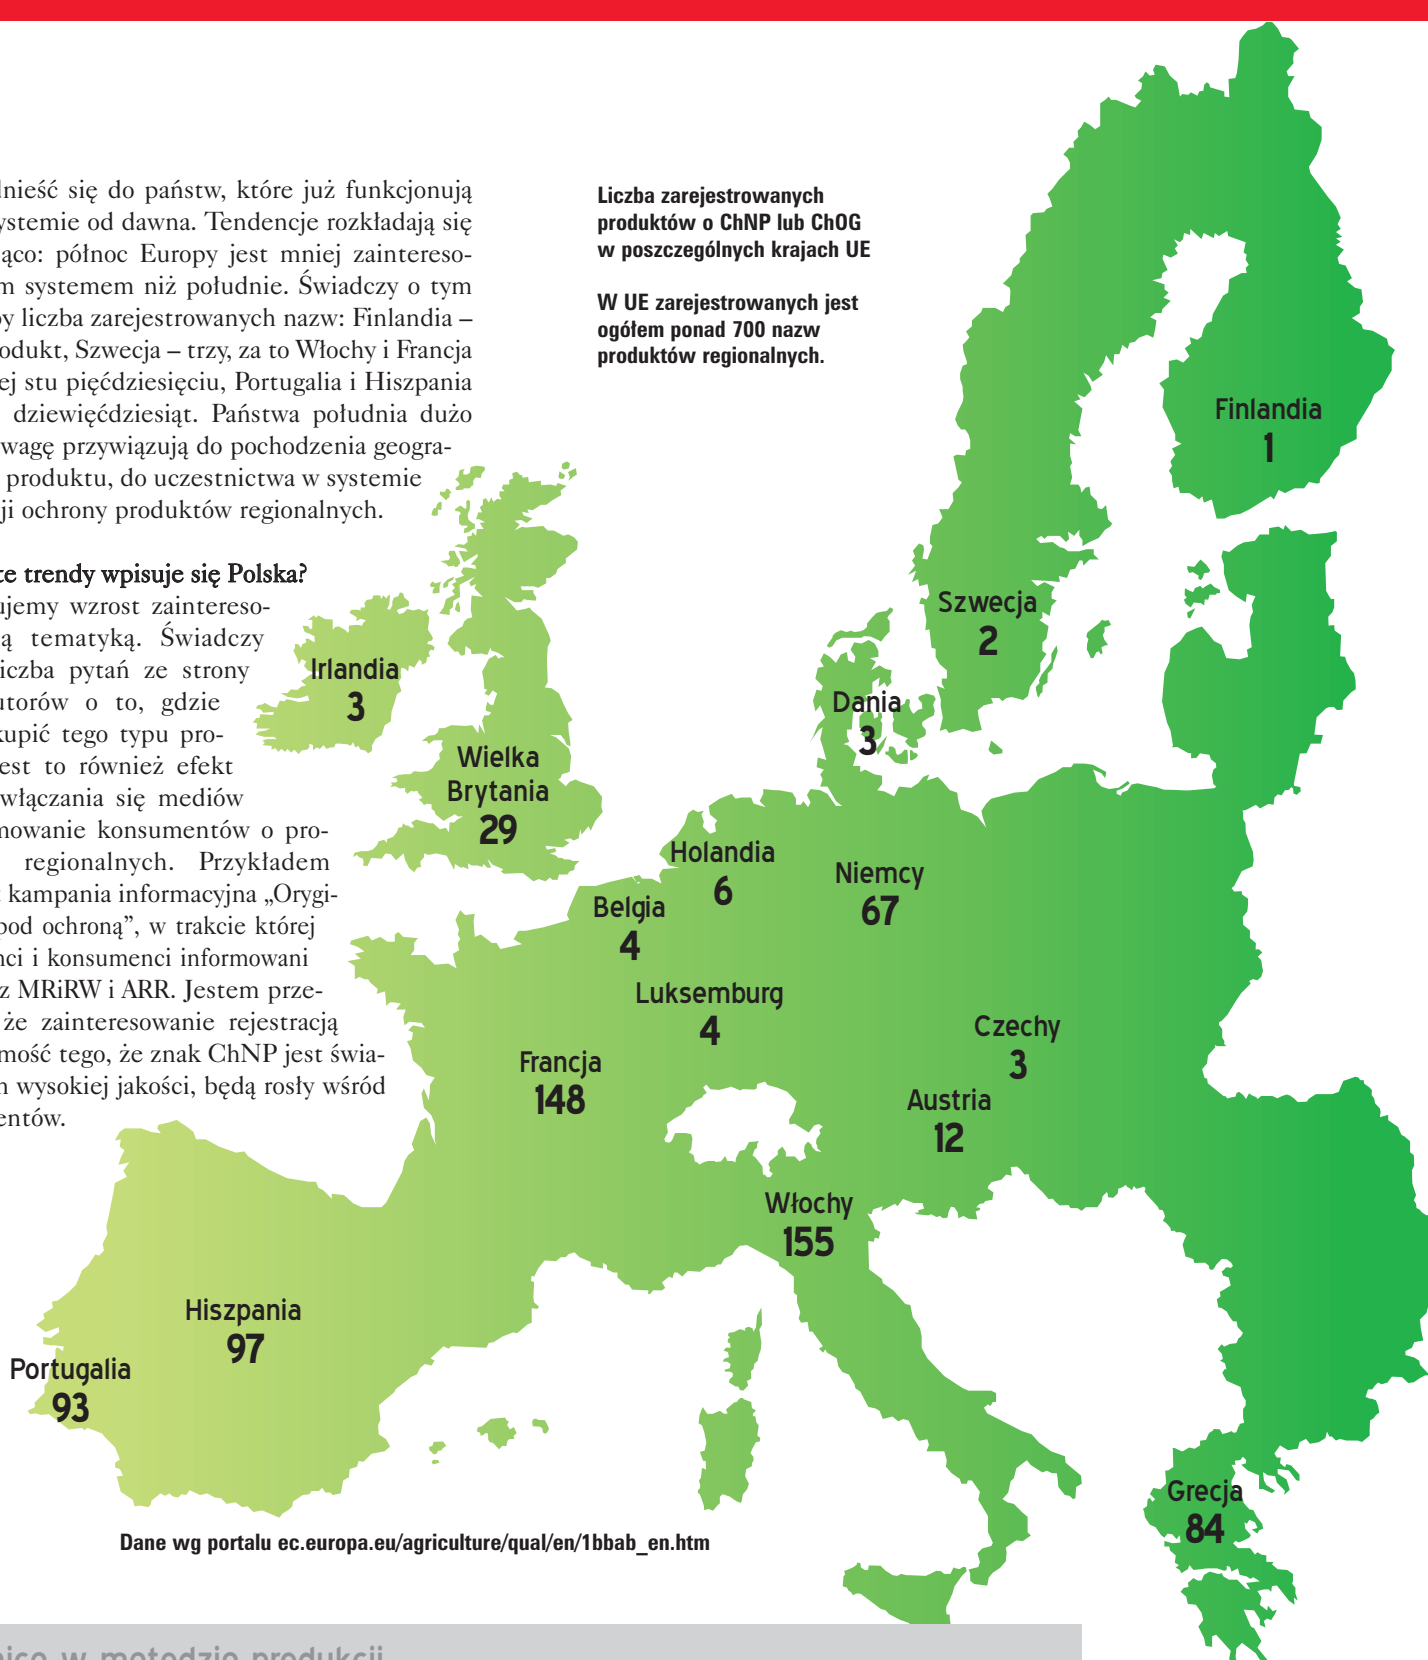 dnieść się do państw, które już funkcjonują
ystemie od dawna. Tendencje rozkładają się
ąco: północ Europy jest mniej zaintereso-
m systemem niż południe. Świadczy o tym
by liczba zarejestrowanych nazw: Finlandia –
odukt, Szwecja – trzy, za to Włochy i Francja
ej stu pięćdziesięciu, Portugalia i Hiszpania
dziewięćdziesiąt. Państwa południa dużo
wagę przywiązują do pochodzenia geogra-
produktu, do uczestnictwa w systemie
ji ochrony produktów regionalnych.
te trendy wpisuje się Polska?
ujemy wzrost zaintereso-
ą tematyką. Świadczy
iczba pytań ze strony
utorów o to, gdzie
kupić tego typu pro-
est to również efekt
włączania się mediów
mowanie konsumentów o pro-
regionalnych. Przykładem
kampania informacyjna „Orygi-
pod ochroną”, w trakcie której
nci i konsumenci informowani
z MRiRW i ARR. Jestem prze-
że zainteresowanie rejestracją
mość tego, że znak ChNP jest świa-
m wysokiej jakości, będą rosły wśród
entów.
Liczba zarejestrowanych
produktów o ChNP lub ChOG
w poszczególnych krajach UE
W UE zarejestrowanych jest
ogółem ponad 700 nazw
produktów regionalnych.
Finlandia
1
Szwecja
2
Dania
3
Irlandia
3
Wielka
Brytania
29
Holandia
6
Niemcy
67
Belgia
4
Luksemburg
4
Czechy
3
Francja
148
Austria
12
Włochy
155
Hiszpania
97
Portugalia
93
Grecja
84
Dane wg portalu ec.europa.eu/agriculture/qual/en/1bbab_en.htm
nice w metodzie produkcji